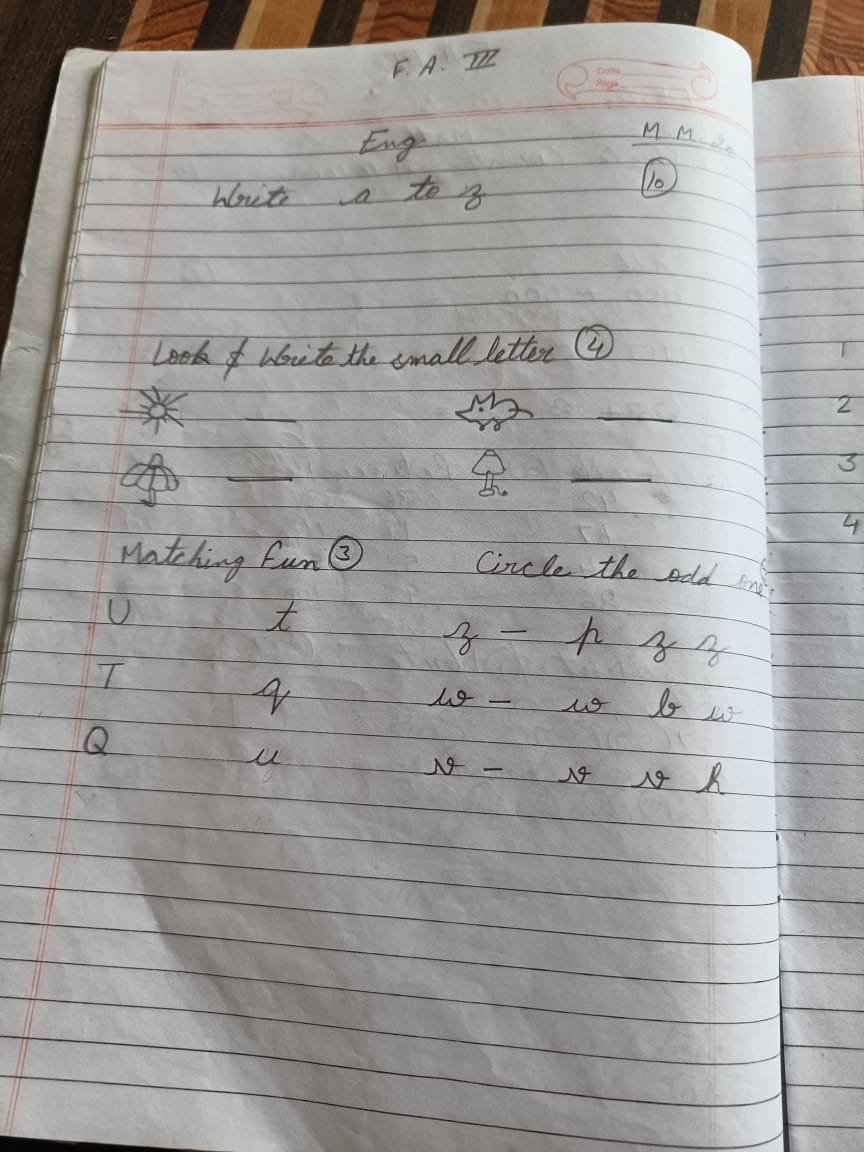 F. A. III
Date
Page
Eng M. M. 20
Write a to z 10
Look & Write the small letter 4
Matching Fun 3 Circle the odd one
U t z - p z z
T q w - w b w
Q u v - v v h
1
2
3
4